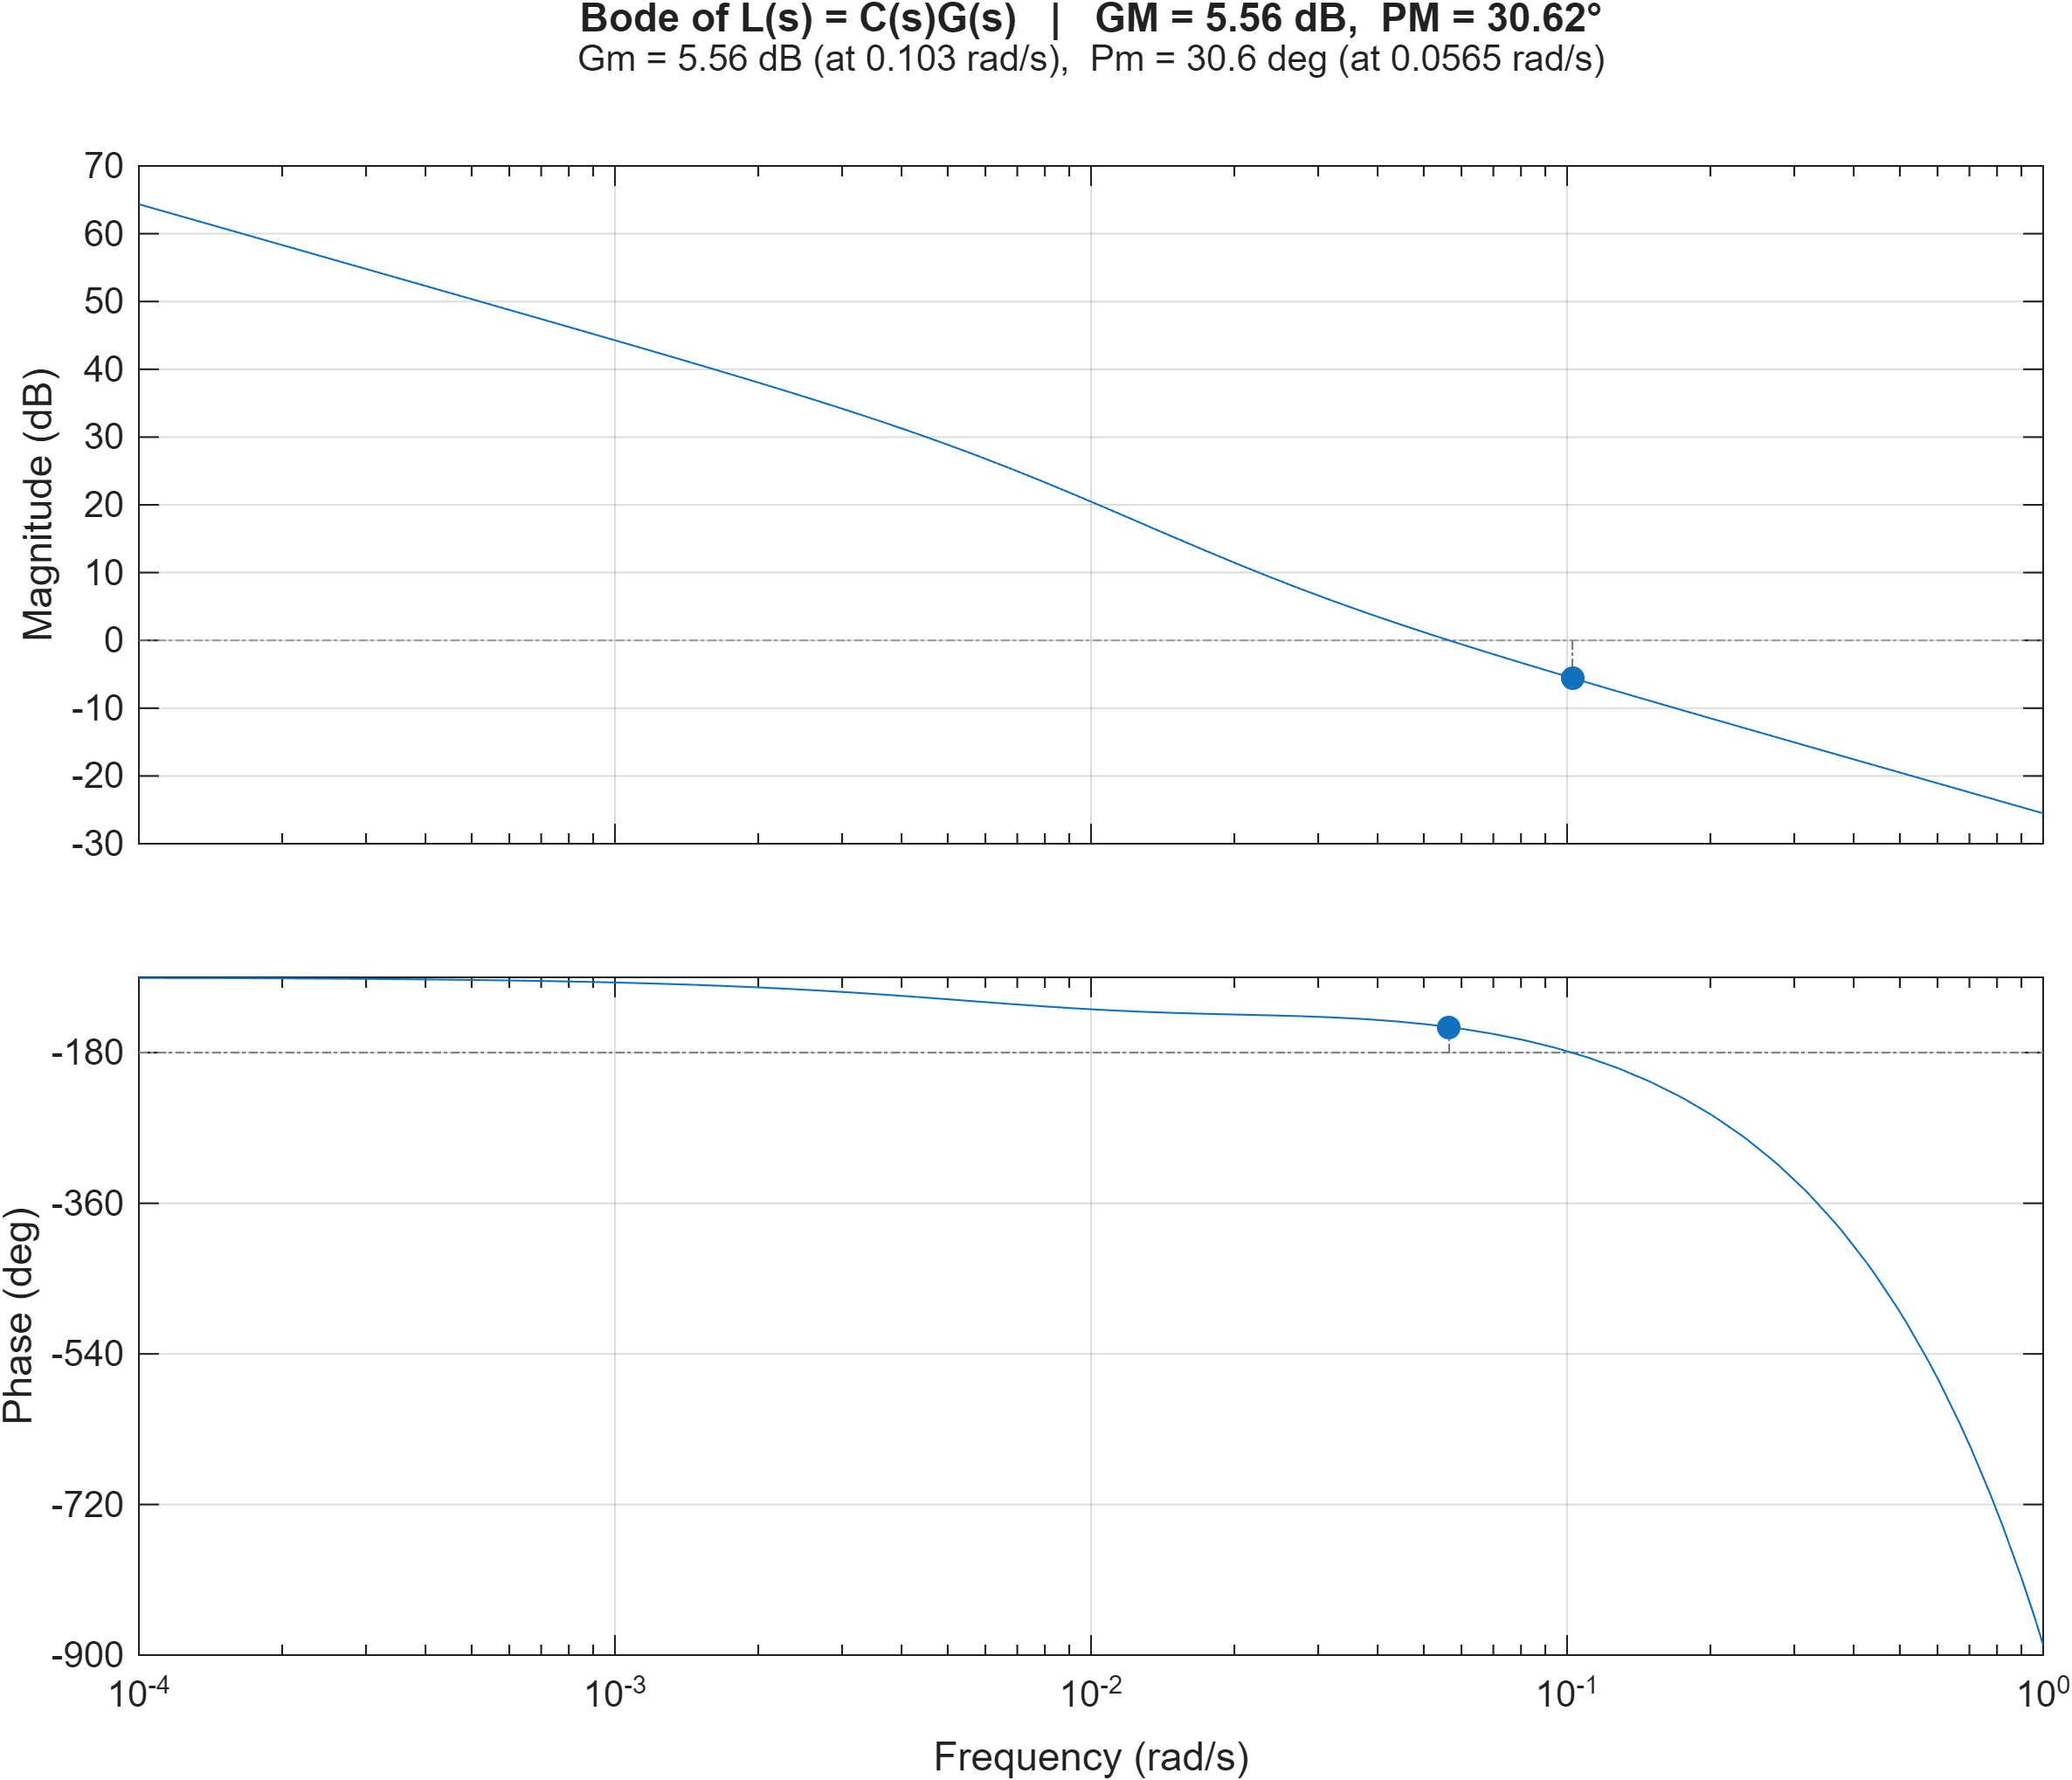 Bode of L(s) = C(s)G(s) | GM = 5.56 dB, PM = 30.62°
Gm = 5.56 dB (at 0.103 rad/s), Pm = 30.6 deg (at 0.0565 rad/s)
Magnitude (dB)
70
60
50
40
30
20
10
0
-10
-20
-30
Phase (deg)
-180
-360
-540
-720
-900
10^-4 10^-3 10^-2 10^-1 10^0
Frequency (rad/s)